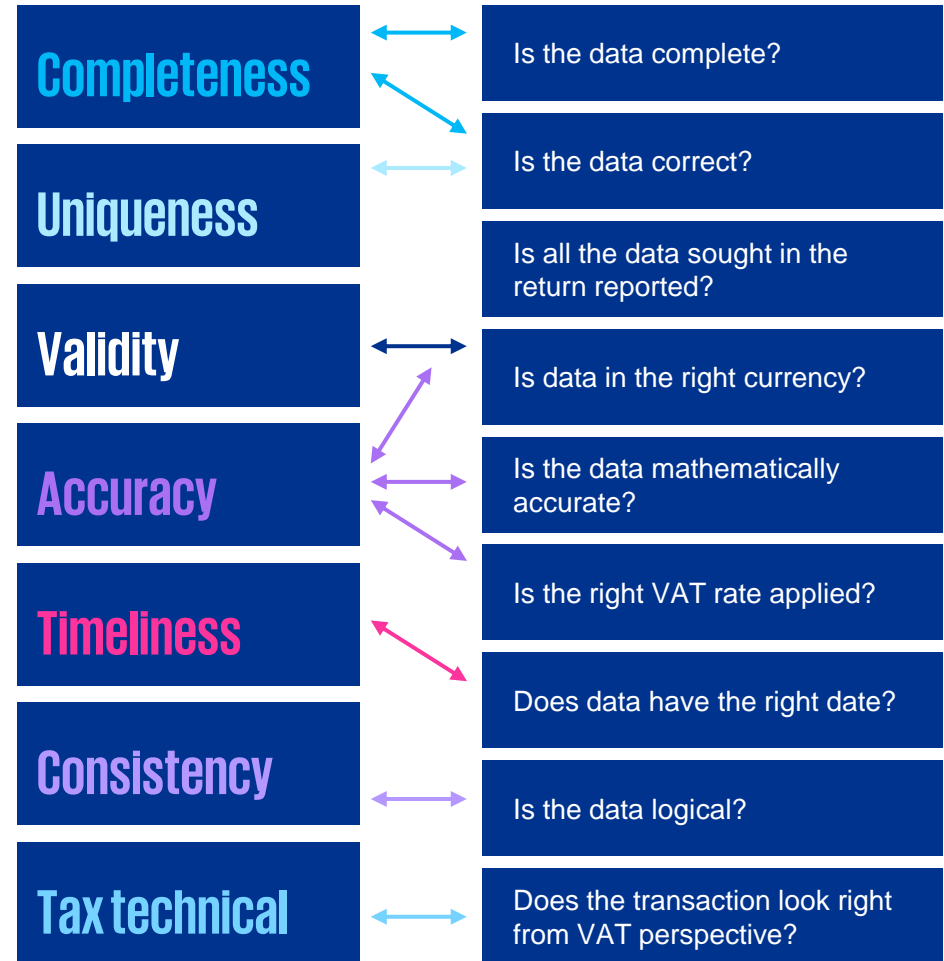 Completeness
Is the data complete?
Uniqueness
Is the data correct?
Is all the data sought in the
return reported?
Validity
Is data in the right currency?
Accuracy
Is the data mathematically
accurate?
Is the right VAT rate applied?
Timeliness
Does data have the right date?
Consistency
Is the data logical?
Tax technical
Does the transaction look right
from VAT perspective?